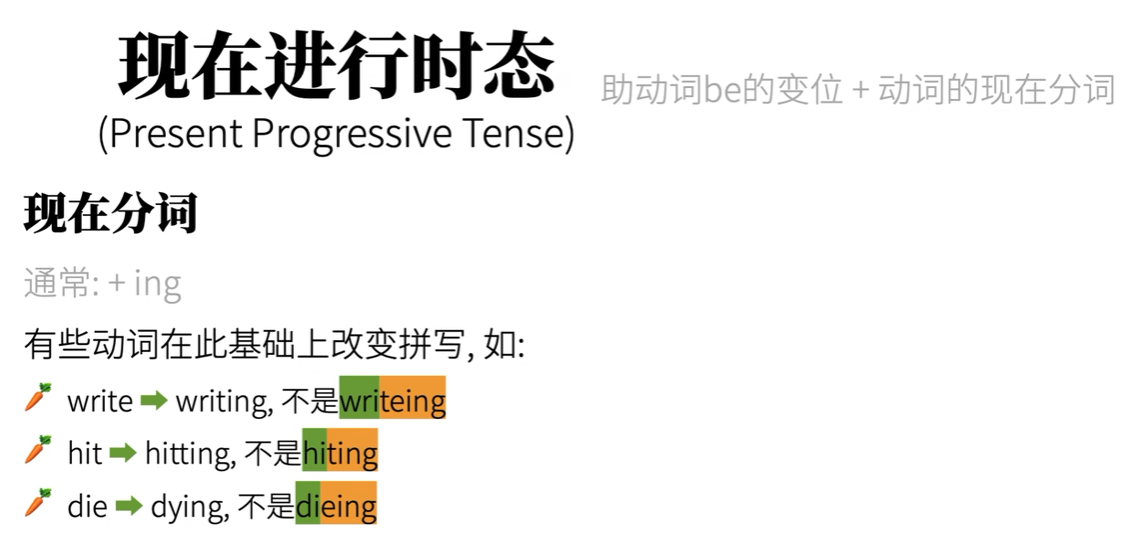 现在进行时态
助动词be的变位 + 动词的现在分词
(Present Progressive Tense)
现在分词
通常: + ing
有些动词在此基础上改变拼写, 如:
write ➡ writing, 不是writeing
hit ➡ hitting, 不是hiting
die ➡ dying, 不是dieing